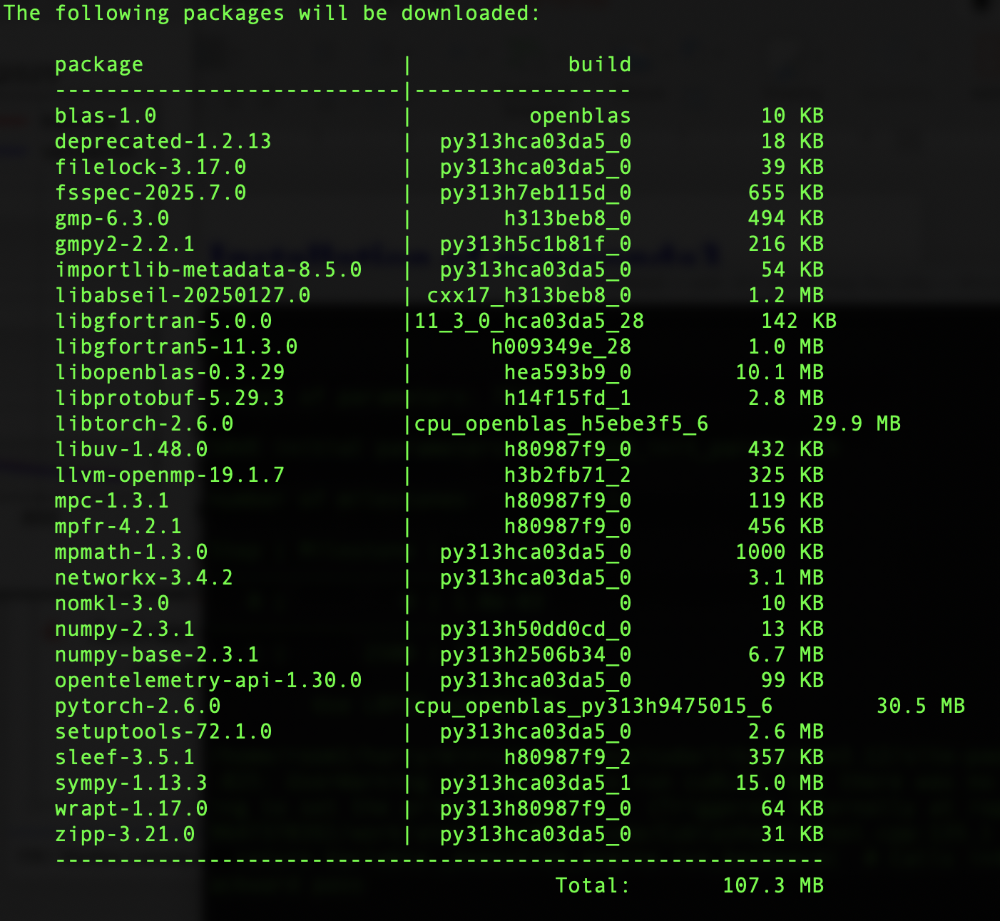 The following packages will be downloaded:
package | build
---------------------------|-----------------
blas-1.0 | openblas 10 KB
deprecated-1.2.13 | py313hca03da5_0 18 KB
filelock-3.17.0 | py313hca03da5_0 39 KB
fsspec-2025.7.0 | py313h7eb115d_0 655 KB
gmp-6.3.0 | h313beb8_0 494 KB
gmpy2-2.2.1 | py313h5c1b81f_0 216 KB
importlib-metadata-8.5.0 | py313hca03da5_0 54 KB
libabseil-20250127.0 | cxx17_h313beb8_0 1.2 MB
libgfortran-5.0.0 |11_3_0_hca03da5_28 142 KB
libgfortran5-11.3.0 | h009349e_28 1.0 MB
libopenblas-0.3.29 | hea593b9_0 10.1 MB
libprotobuf-5.29.3 | h14f15fd_1 2.8 MB
libtorch-2.6.0 |cpu_openblas_h5ebe3f5_6 29.9 MB
libuv-1.48.0 | h80987f9_0 432 KB
llvm-openmp-19.1.7 | h3b2fb71_2 325 KB
mpc-1.3.1 | h80987f9_0 119 KB
mpfr-4.2.1 | h80987f9_0 456 KB
mpmath-1.3.0 | py313hca03da5_0 1000 KB
networkx-3.4.2 | py313hca03da5_0 3.1 MB
nomkl-3.0 | 0 10 KB
numpy-2.3.1 | py313h50dd0cd_0 13 KB
numpy-base-2.3.1 | py313h2506b34_0 6.7 MB
opentelemetry-api-1.30.0 | py313hca03da5_0 99 KB
pytorch-2.6.0 |cpu_openblas_py313h9475015_6 30.5 MB
setuptools-72.1.0 | py313hca03da5_0 2.6 MB
sleef-3.5.1 | h80987f9_2 357 KB
sympy-1.13.3 | py313hca03da5_1 15.0 MB
wrapt-1.17.0 | py313h80987f9_0 64 KB
zipp-3.21.0 | py313hca03da5_0 31 KB
------------------------------------------------------------
Total: 107.3 MB